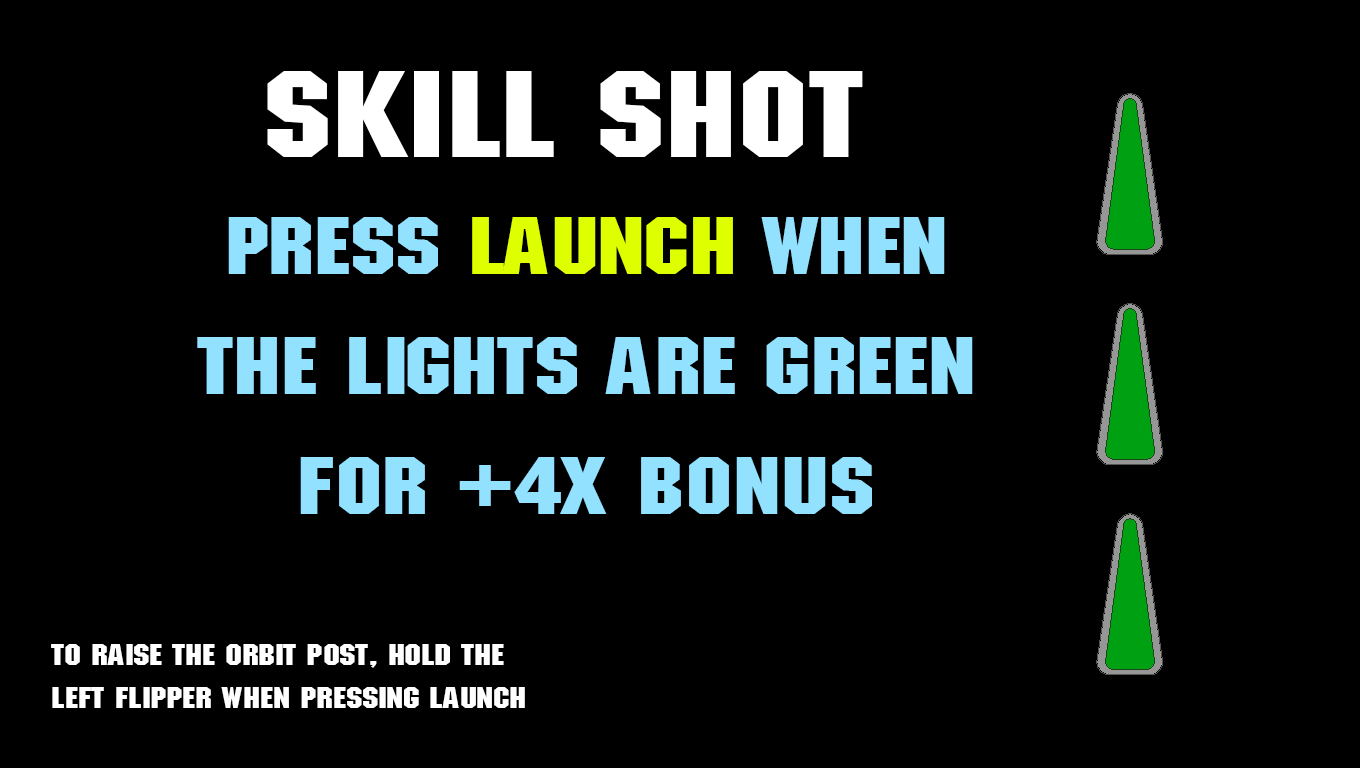 SKILL SHOT
PRESS LAUNCH WHEN
THE LIGHTS ARE GREEN
FOR +4X BONUS
TO RAISE THE ORBIT POST, HOLD THE
LEFT FLIPPER WHEN PRESSING LAUNCH